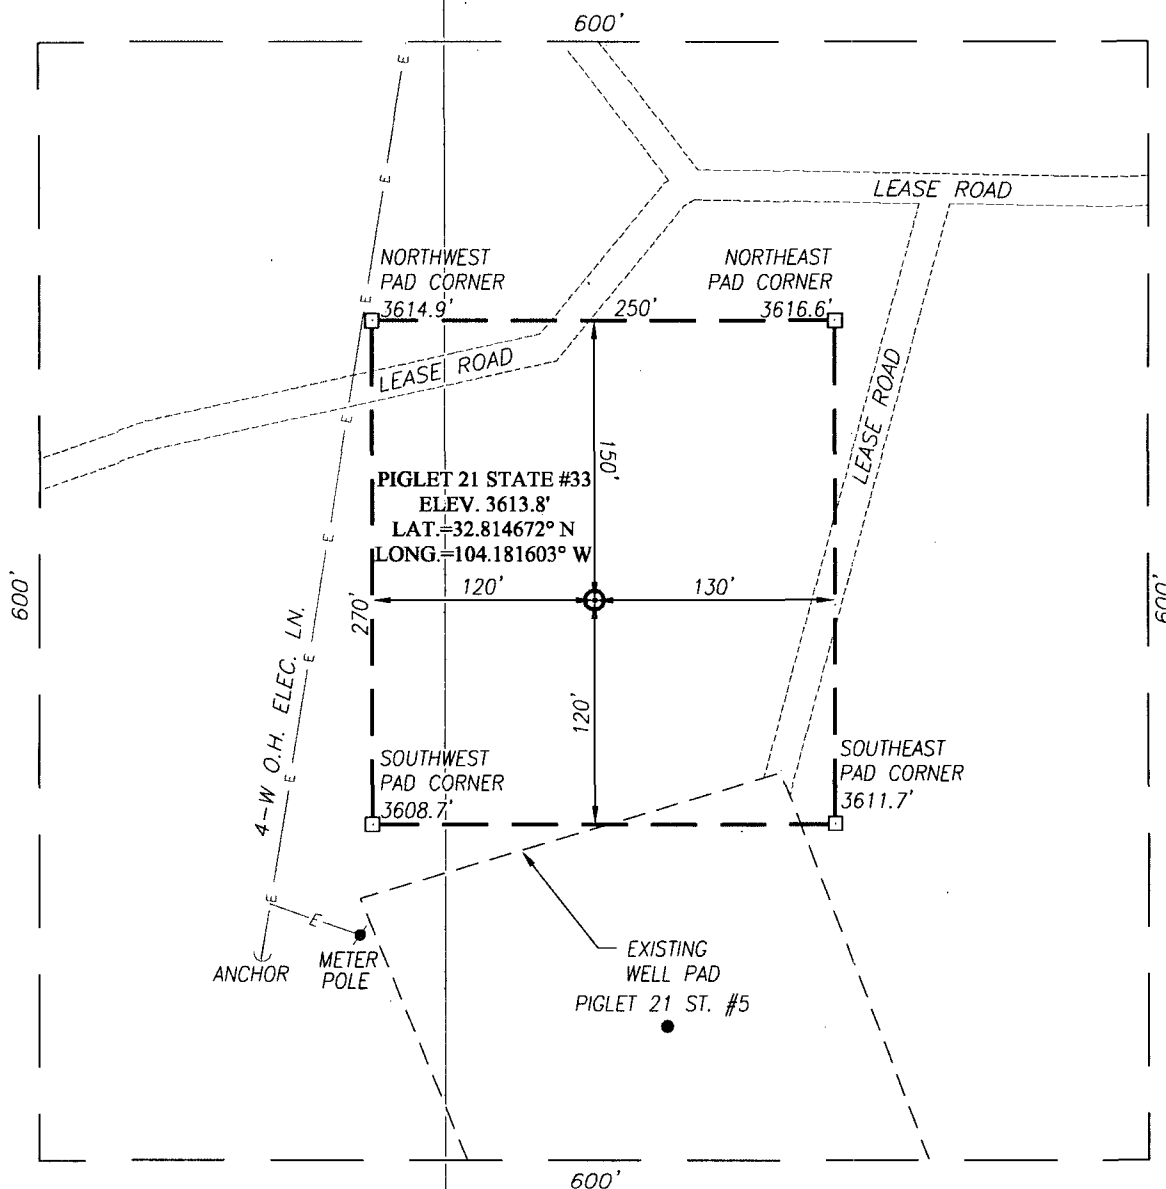 600'
E
E
LEASE ROAD
NORTHWEST
PAD CORNER
3614.9'
NORTHEAST
PAD CORNER
3616.6'
250'
E
LEASE ROAD
LEASE ROAD
E
150'
PIGLET 21 STATE #33
ELEV. 3613.8'
LAT.=32.814672° N
LONG.=104.181603° W
E
600'
270'
120'
130'
600'
E
4-W O.H. ELEC. LN.
120'
E
SOUTHWEST
PAD CORNER
3608.7'
SOUTHEAST
PAD CORNER
3611.7'
E
E
ANCHOR
METER
POLE
EXISTING
WELL PAD
PIGLET 21 ST. #5
600'